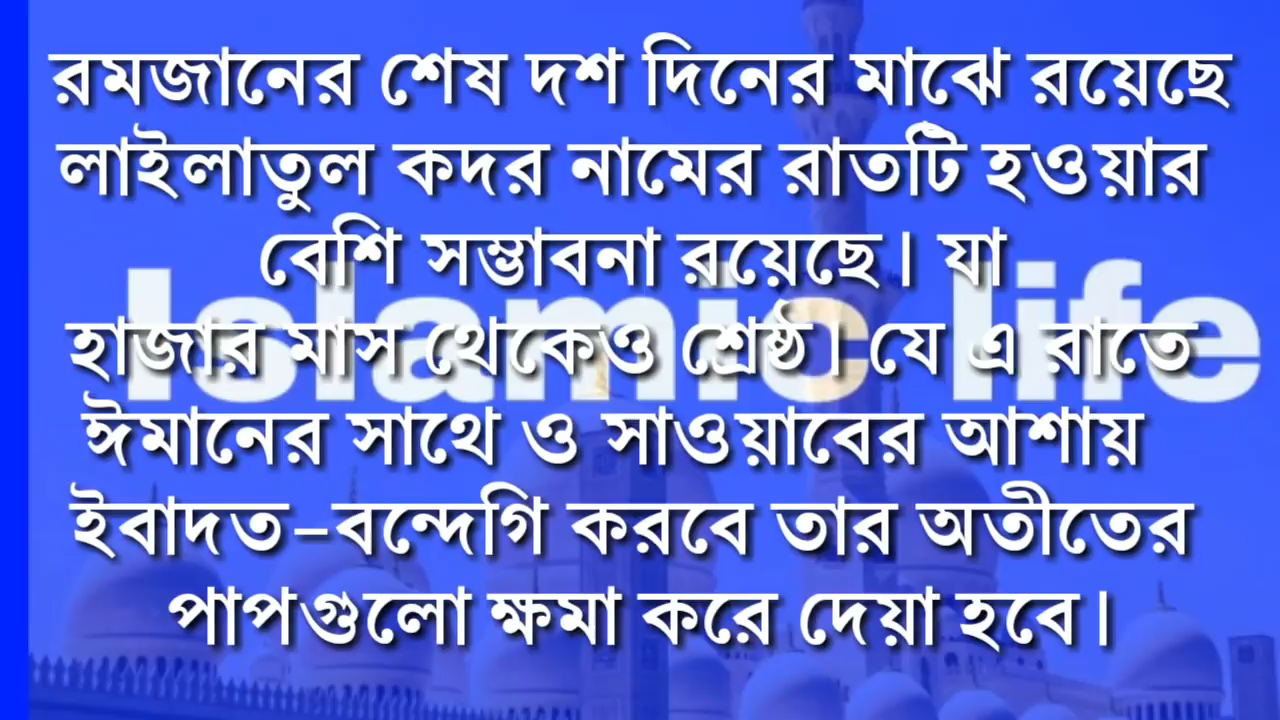 রমজানের শেষ দশ দিনের মাঝে রয়েছে
লাইলাতুল কদর নামের রাতটি হওয়ার
বেশি সম্ভাবনা রয়েছে। যা
Islamic life
হাজার মাস থেকেও শ্রেষ্ঠ। যে এ রাতে
ঈমানের সাথে ও সাওয়াবের আশায়
ইবাদত-বন্দেগি করবে তার অতীতের
পাপগুলো ক্ষমা করে দেয়া হবে।